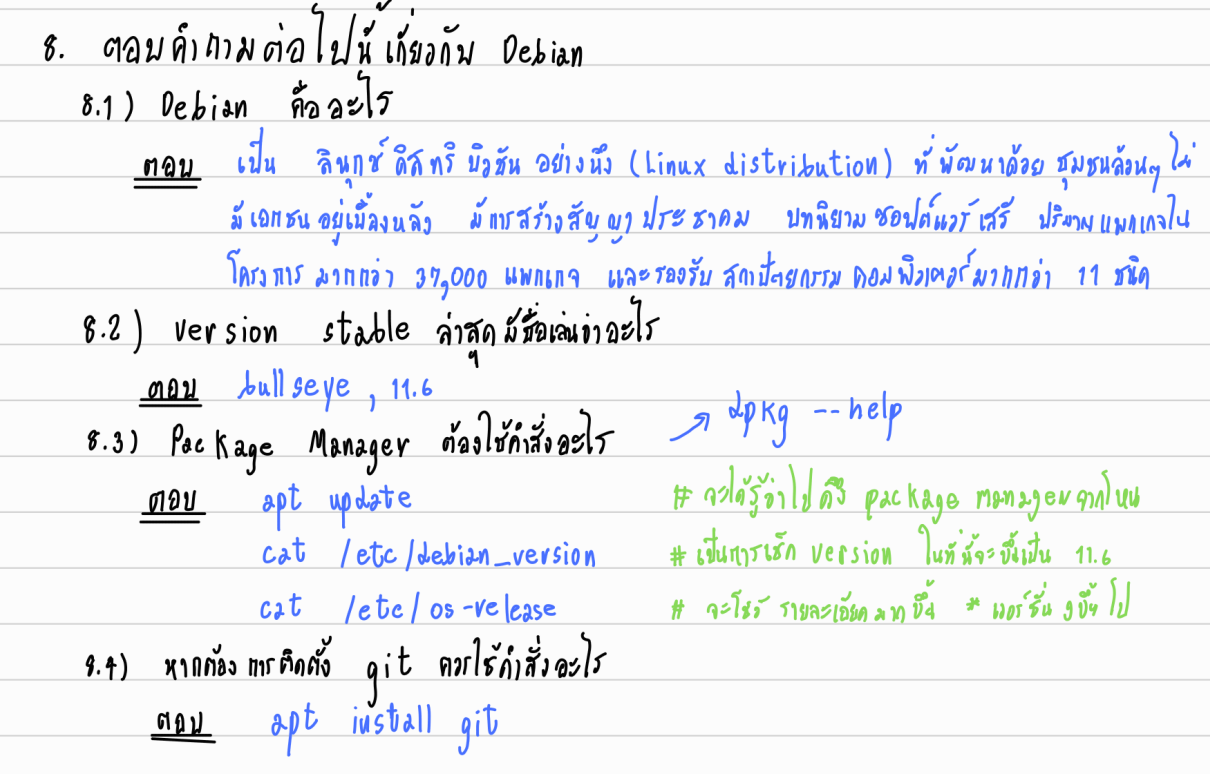 8. ตอบคำถามต่อไปนี้เกี่ยวกับ Debian
8.1) Debian คืออะไร
ตอบ เป็น ลินุกซ์ ดิสทริบิวชัน อย่างนึง (Linux distribution) ที่พัฒนาด้วย ชุมชนล้วนๆ ไม่
มีเอกชนอยู่เบื้องหลัง มีการสร้างสัญญาประชาคม บทนิยามซอฟต์แวร์เสรี ปริมาณแพกเกจใน
โครงการ มากกว่า 37,000 แพกเกจ และรองรับ สถาปัตยกรรม คอมพิวเตอร์มากกว่า 11 ชนิด
8.2) version stable ล่าสุด มีชื่อเล่นว่าอะไร
ตอบ bullseye , 11.6
8.3) Package Manager ต้องใช้คำสั่งอะไร ↗ dpkg --help
ตอบ apt update # จะได้รู้ว่าไปดึง package manager จากไหน
cat /etc/debian_version # เป็นการเช็ก version ในที่นี้จะขึ้นเป็น 11.6
cat /etc/os-release # จะโชว์ รายละเอียดมากขึ้น * เวอร์ชั่น 9 ขึ้นไป
8.4) หากต้องการติดตั้ง git ควรใช้คำสั่งอะไร
ตอบ apt install git